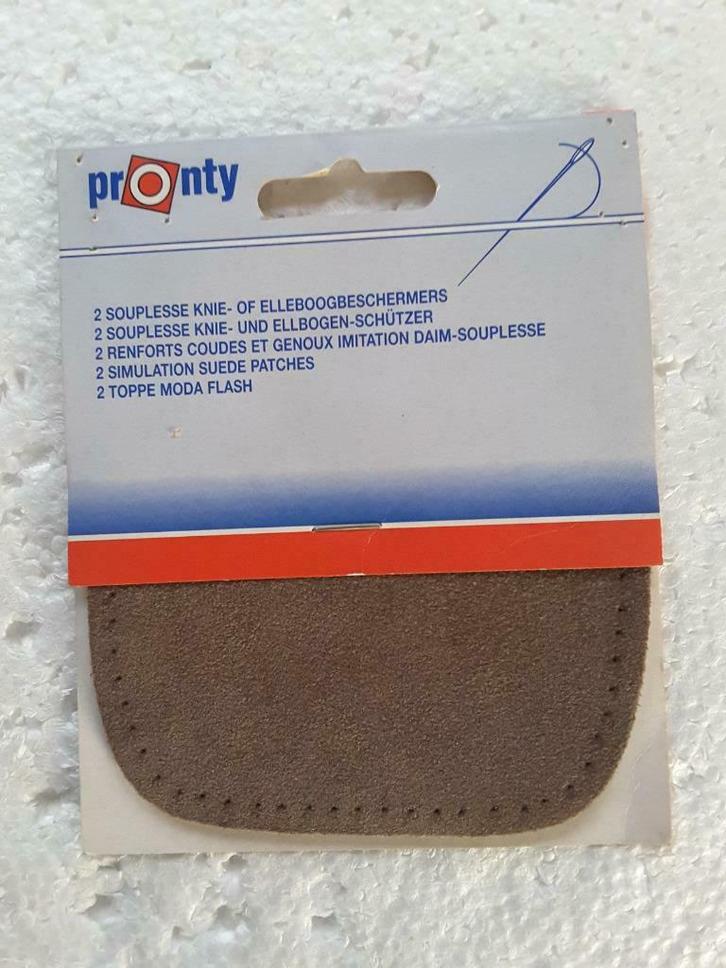 pronty
2 SOUPLESSE KNIE- OF ELLEBOOGBESCHERMERS
2 SOUPLESSE KNIE- UND ELLBOGEN-SCHÜTZER
2 RENFORTS COUDES ET GENOUX IMITATION DAIM-SOUPLESSE
2 SIMULATION SUEDE PATCHES
2 TOPPE MODA FLASH